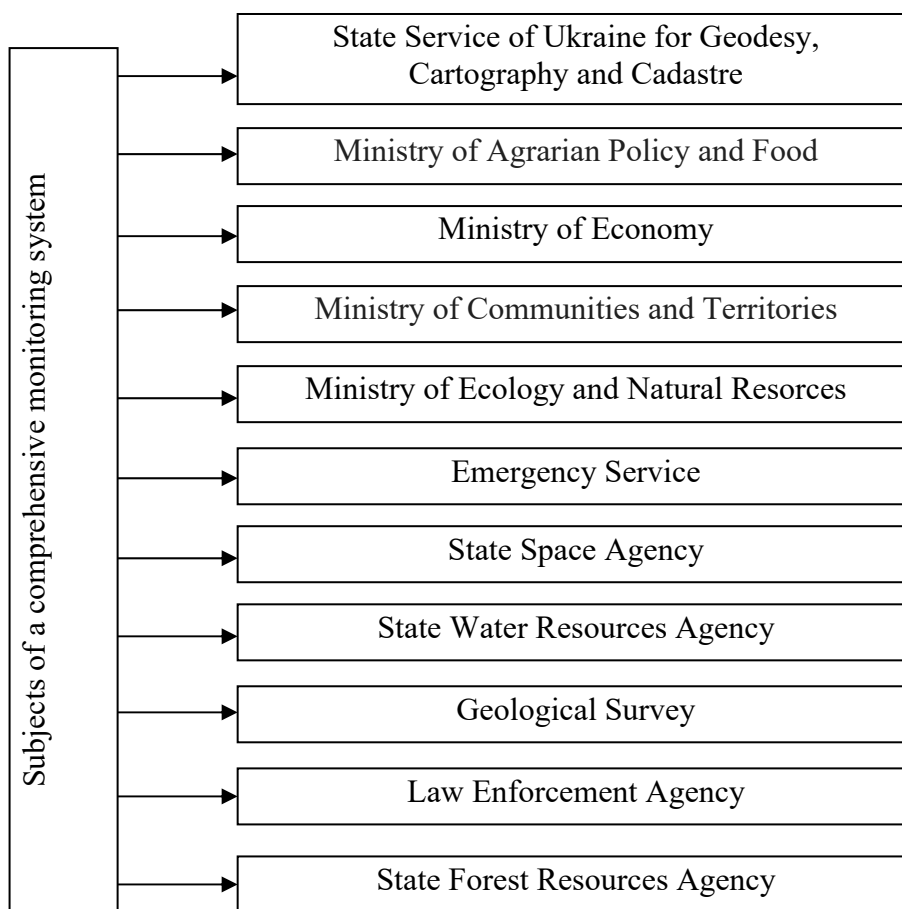 Subjects of a comprehensive monitoring system
State Service of Ukraine for Geodesy,
Cartography and Cadastre
Ministry of Agrarian Policy and Food
Ministry of Economy
Ministry of Communities and Territories
Ministry of Ecology and Natural Resorces
Emergency Service
State Space Agency
State Water Resources Agency
Geological Survey
Law Enforcement Agency
State Forest Resources Agency